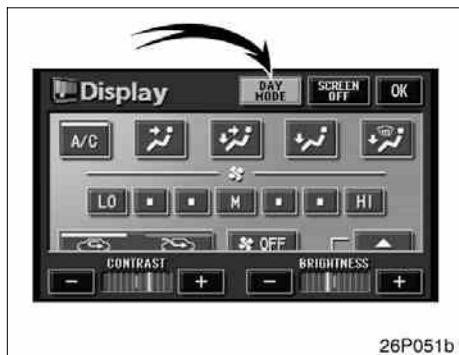 Display
DAY MODE
SCREEN OFF
OK
A/C
LO
M
HI
OFF
CONTRAST
BRIGHTNESS
- + - +
26P051b